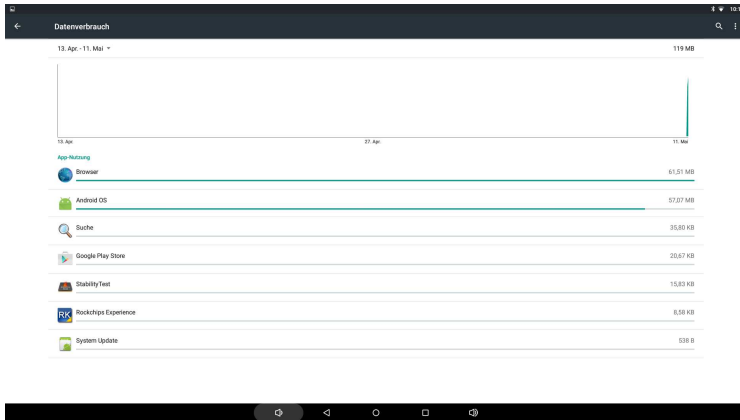 10:1
Datenverbrauch
13. Apr. - 11. Mai 119 MB
13. Apr. 27. Apr. 11. Mai
App-Nutzung
Browser 61,51 MB
Android OS 57,07 MB
Suche 35,80 KB
Google Play Store 20,67 KB
StabilityTest 15,83 KB
RK Rockchips Experience 8,58 KB
System Update 538 B